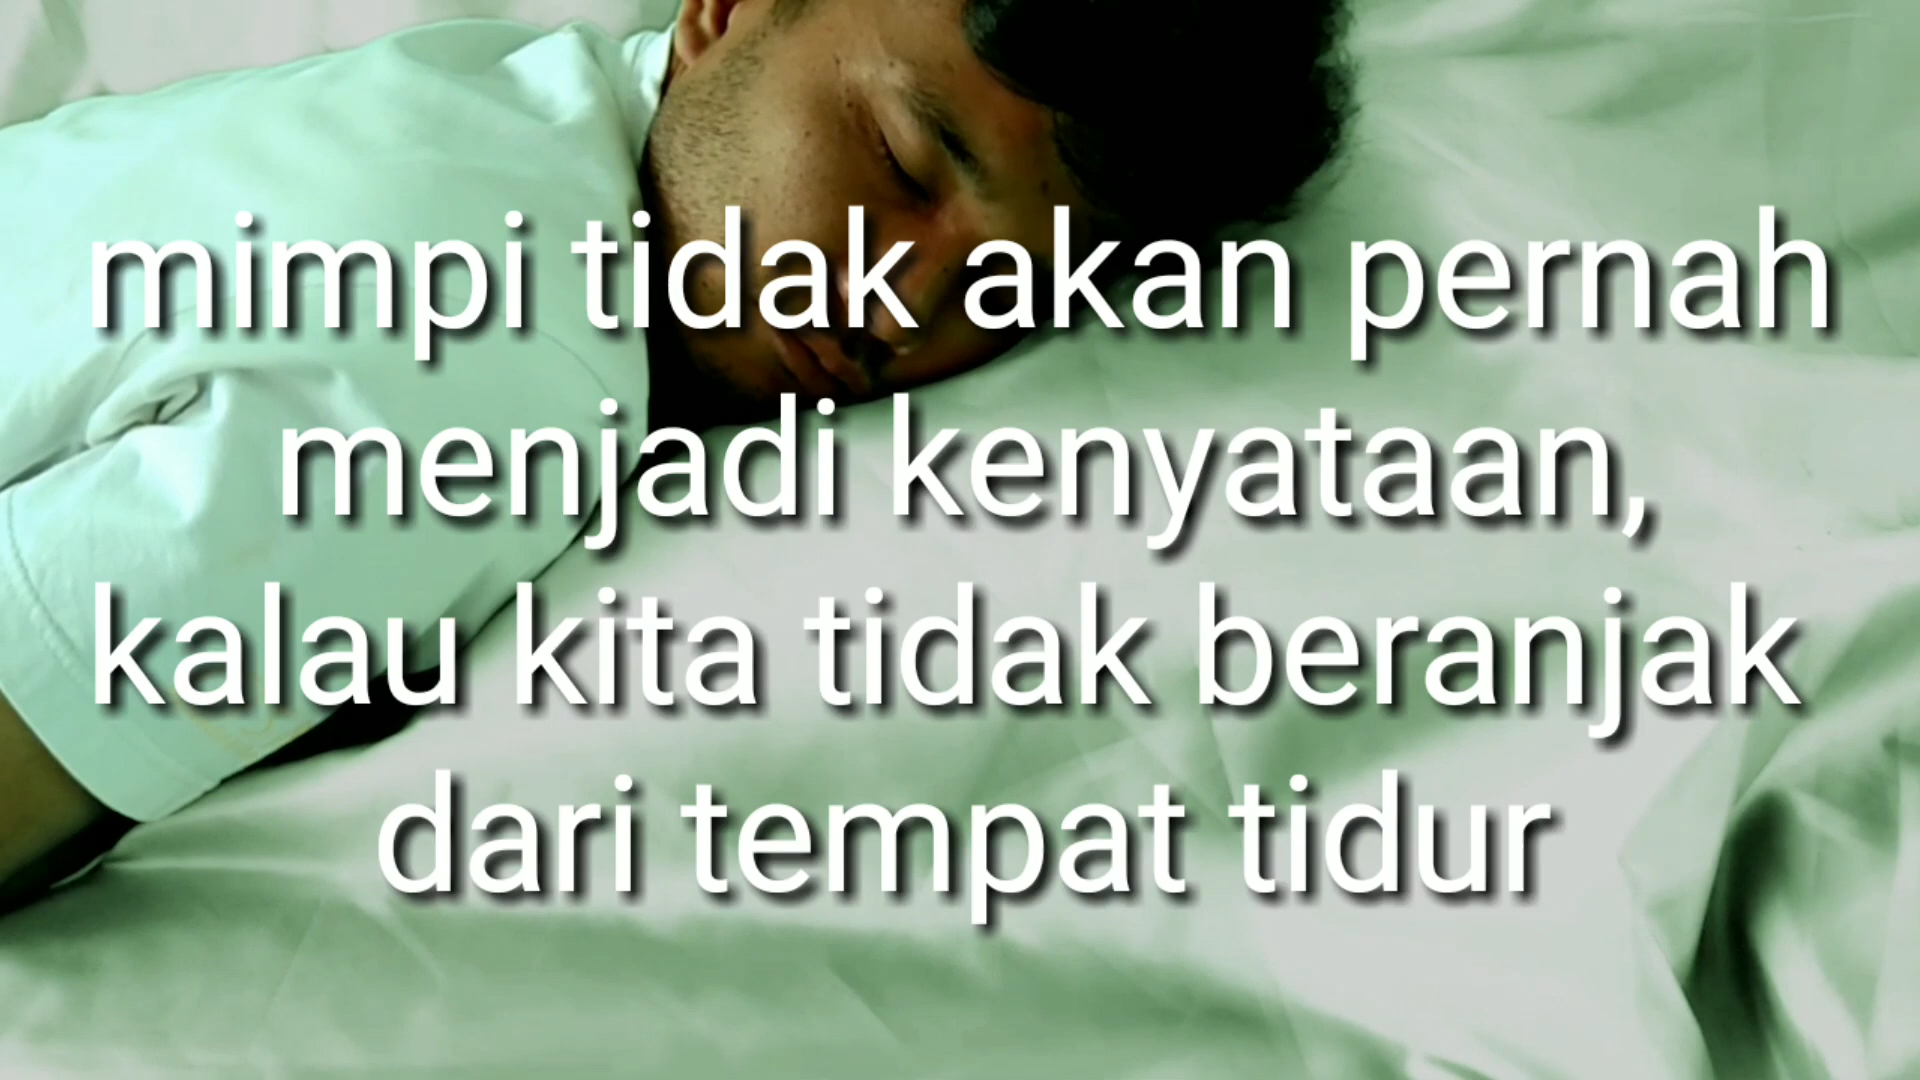 mimpi tidak akan pernah
menjadi kenyataan,
kalau kita tidak beranjak
dari tempat tidur